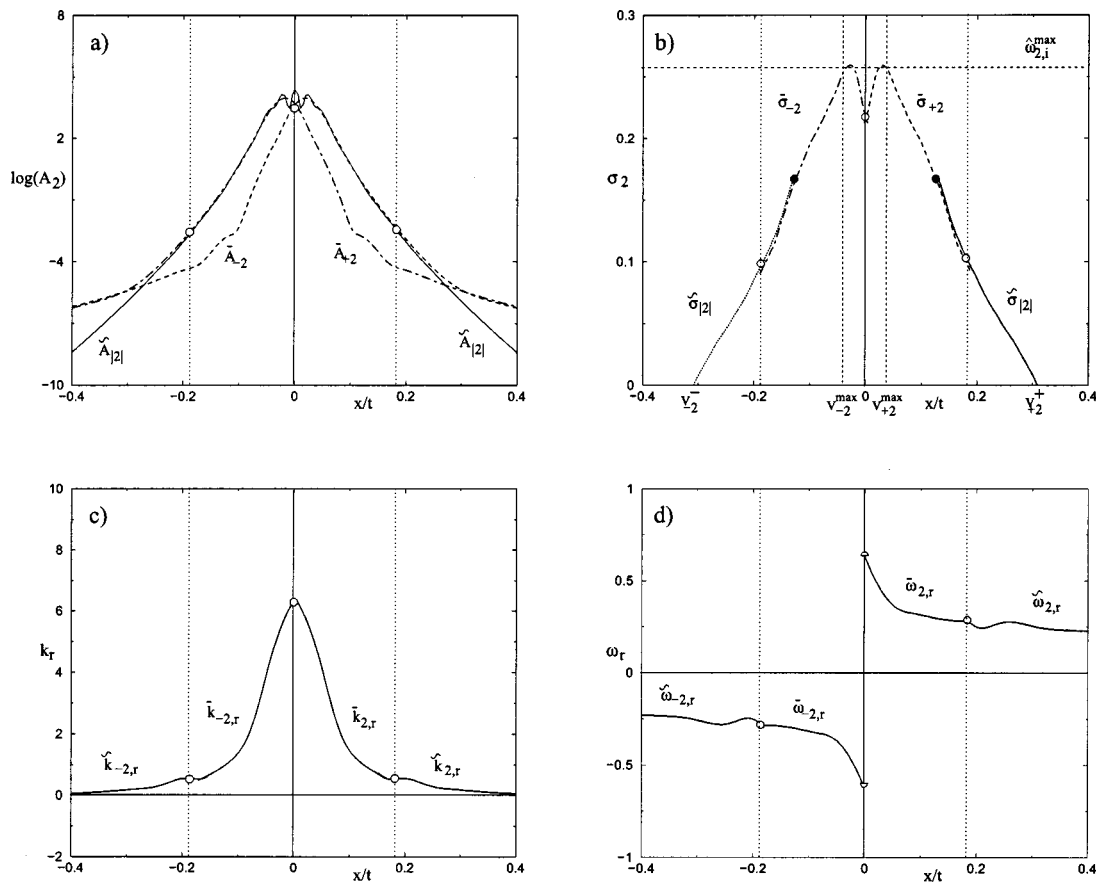 a)
8
2
log(A₂)
−4
−10
Ā₋₂
Ā₊₂
Ă|2|
Ă|2|
−0.4
−0.2
0
0.2
0.4
x/t
b)
0.3
0.2
σ₂
0.1
0
ω̂₂,ᵢᵐᵃˣ
σ̄₋₂
σ̄₊₂
σ̆|2|
σ̆|2|
−0.4
−0.2
0
0.2
0.4
v₋₂⁻
v₋₂ᵐᵃˣ
v₊₂ᵐᵃˣ
x/t
v₊₂⁺
c)
10
8
6
kᵣ
4
2
0
−2
k̄₋₂,ᵣ
k̄₂,ᵣ
k̆₋₂,ᵣ
k̆₂,ᵣ
−0.4
−0.2
0
0.2
0.4
x/t
d)
1
0.5
ωᵣ
0
−0.5
−1
ω̄₂,ᵣ
ω̆₂,ᵣ
ω̆₋₂,ᵣ
ω̄₋₂,ᵣ
−0.4
−0.2
0
0.2
0.4
x/t